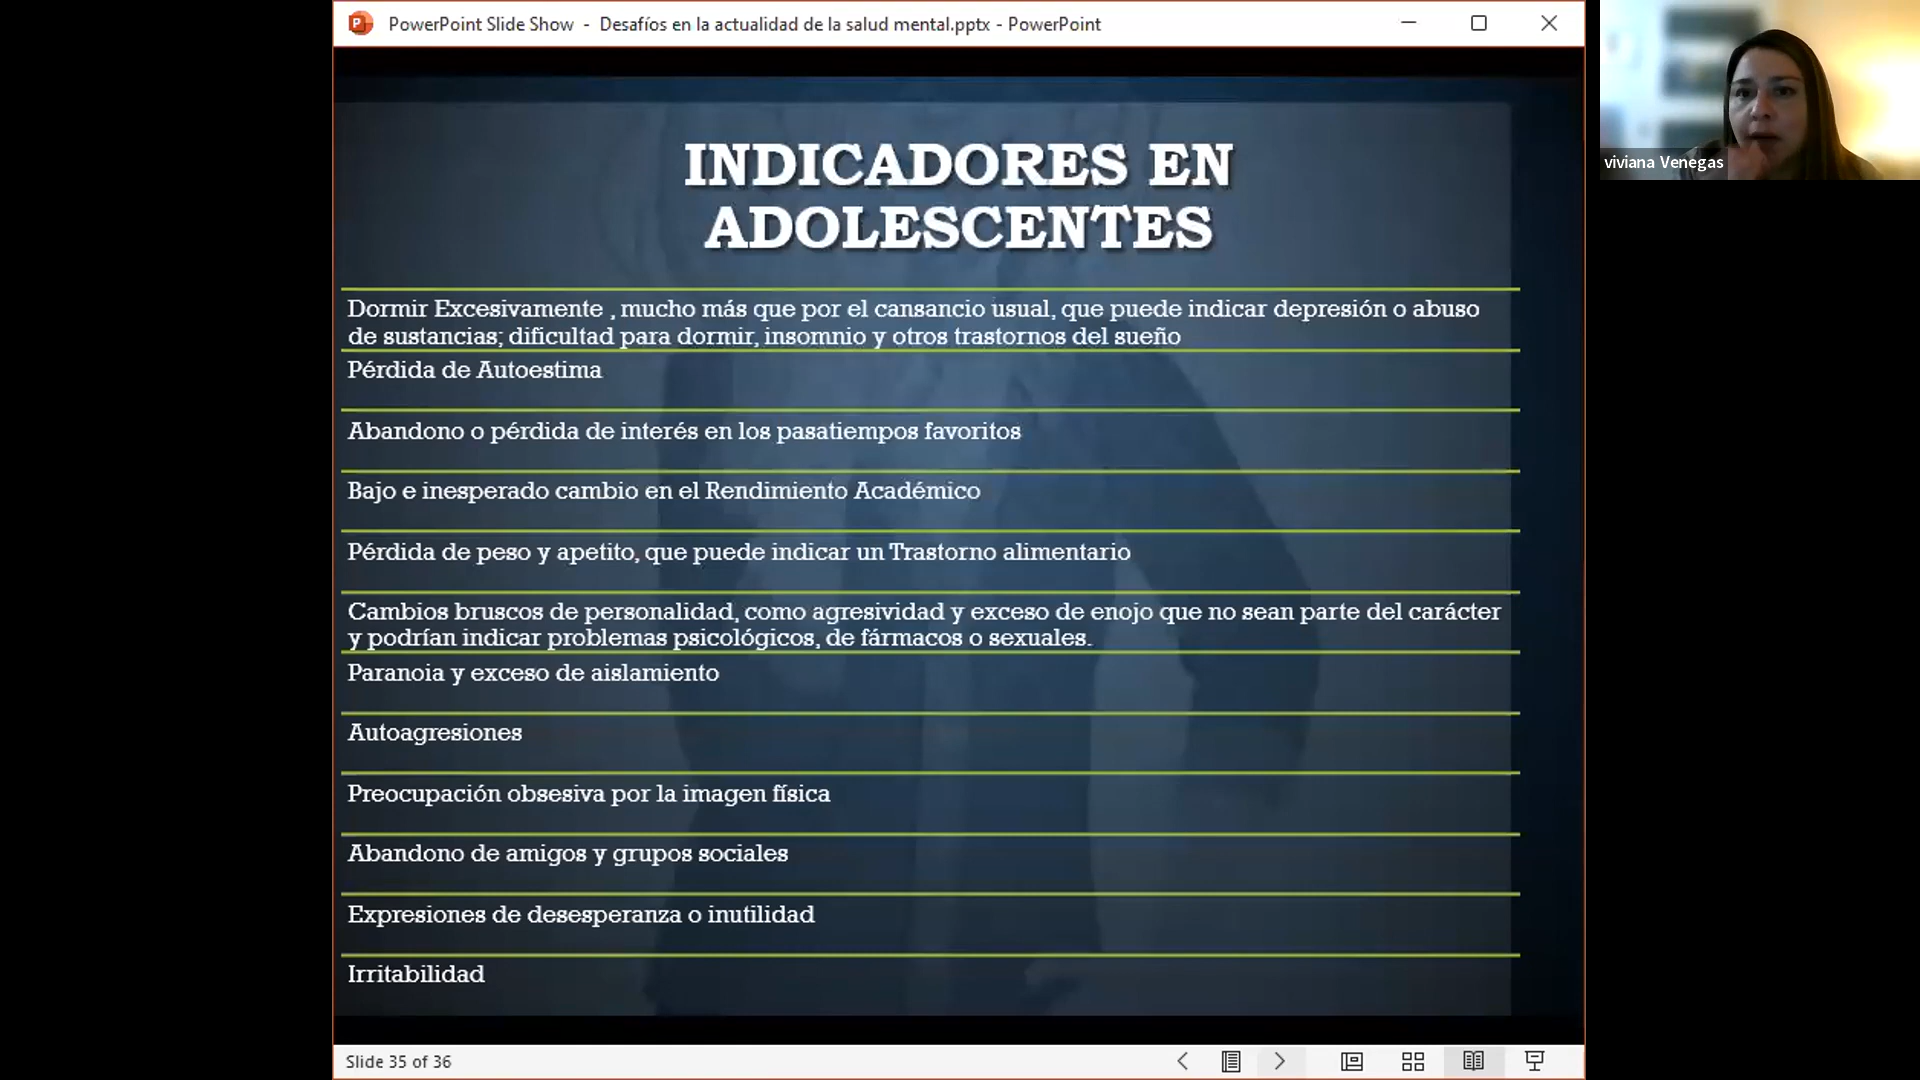 PowerPoint Slide Show - Desafíos en la actualidad de la salud mental.pptx - PowerPoint
viviana Venegas
INDICADORES EN
ADOLESCENTES
Dormir Excesivamente , mucho más que por el cansancio usual, que puede indicar depresión o abuso
de sustancias; dificultad para dormir, insomnio y otros trastornos del sueño
Pérdida de Autoestima
Abandono o pérdida de interés en los pasatiempos favoritos
Bajo e inesperado cambio en el Rendimiento Académico
Pérdida de peso y apetito, que puede indicar un Trastorno alimentario
Cambios bruscos de personalidad, como agresividad y exceso de enojo que no sean parte del carácter
y podrían indicar problemas psicológicos, de fármacos o sexuales.
Paranoia y exceso de aislamiento
Autoagresiones
Preocupación obsesiva por la imagen física
Abandono de amigos y grupos sociales
Expresiones de desesperanza o inutilidad
Irritabilidad
Slide 35 of 36